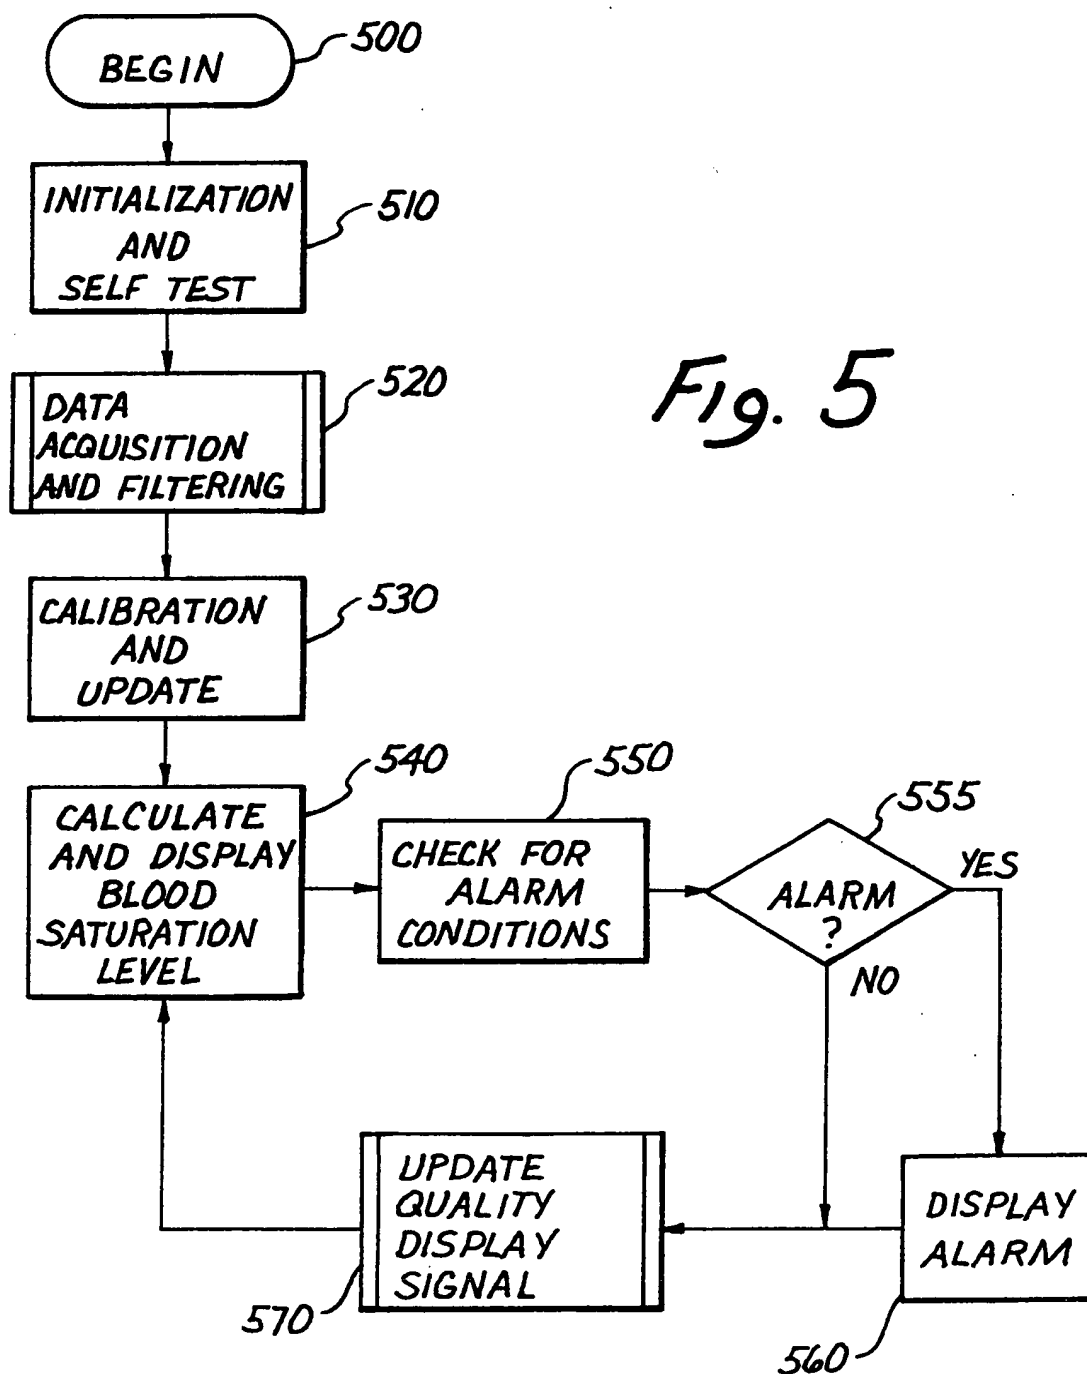 BEGIN
500
INITIALIZATION
AND
SELF TEST
510
DATA
ACQUISITION
AND FILTERING
520
Fig. 5
CALIBRATION
AND
UPDATE
530
CALCULATE
AND DISPLAY
BLOOD
SATURATION
LEVEL
540
CHECK FOR
ALARM
CONDITIONS
550
ALARM
?
555
YES
NO
DISPLAY
ALARM
560
UPDATE
QUALITY
DISPLAY
SIGNAL
570